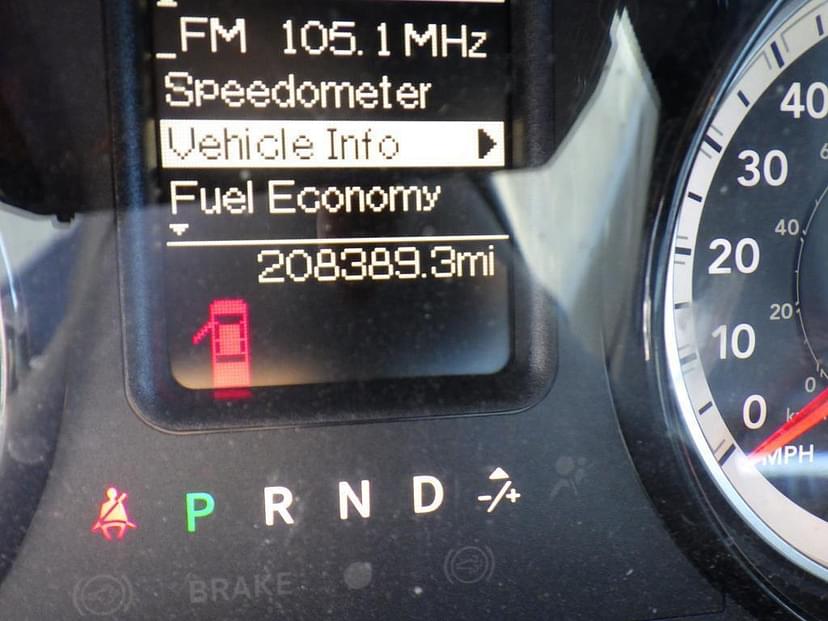 _FM 105.1 MHz
Speedometer
Vehicle Info
Fuel Economy
208389.3mi
P R N D -/+
BRAKE
40
30
20
10
0
MPH
40
20
0